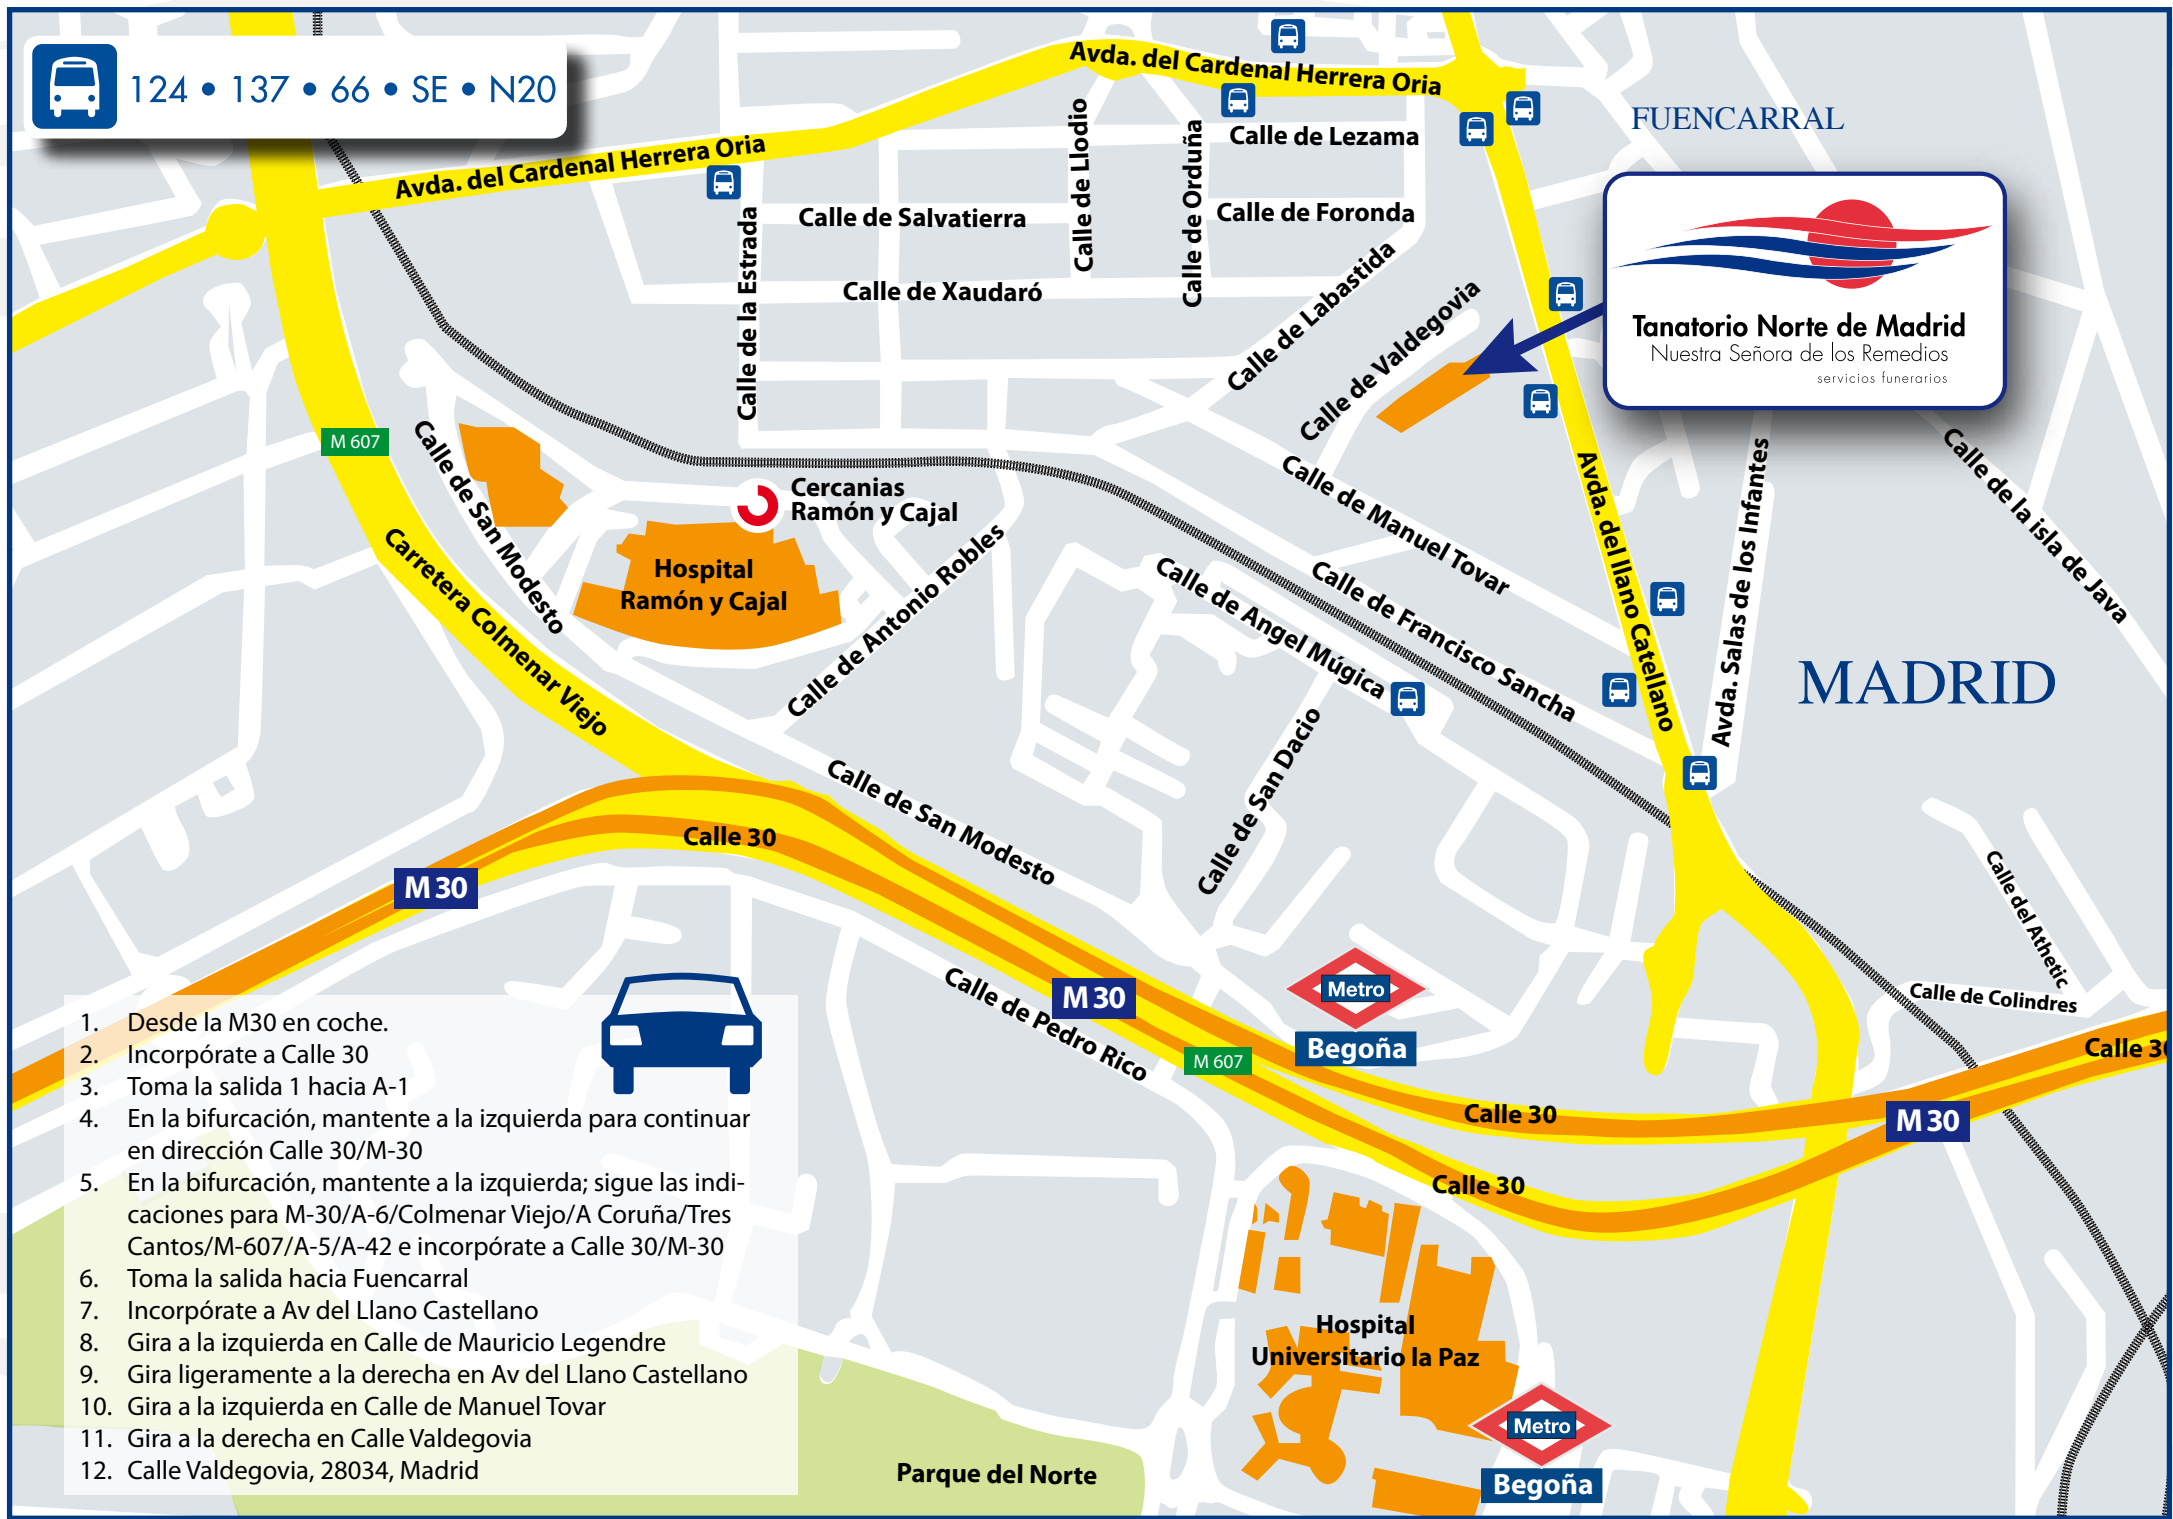 124 • 137 • 66 • SE • N20
Avda. del Cardenal Herrera Oria
Avda. del Cardenal Herrera Oria
FUENCARRAL
Calle de Lezama
Calle de Llodio
Calle de Orduña
Calle de Salvatierra
Calle de Foronda
Calle de la Estrada
Calle de Xaudaró
Calle de Labastida
Calle de Valdegovia
Tanatorio Norte de Madrid
Nuestra Señora de los Remedios
servicios funerarios
M 607
Calle de San Modesto
Cercanias
Ramón y Cajal
Hospital
Ramón y Cajal
Calle de Antonio Robles
Carretera Colmenar Viejo
Calle de Manuel Tovar
Calle de Francisco Sancha
Calle de Angel Múgica
Avda. del llano Catellano
Avda. Salas de los Infantes
Calle de la isla de Java
MADRID
Calle de San Dacio
Calle de San Modesto
Calle 30
M 30
Calle del Athetic
Calle de Colindres
Calle de Pedro Rico
M 30
Metro
Begoña
M 607
Calle 30
Calle 30
M 30
Calle 30
Hospital
Universitario la Paz
Metro
Begoña
Parque del Norte
1. Desde la M30 en coche.
2. Incorpórate a Calle 30
3. Toma la salida 1 hacia A-1
4. En la bifurcación, mantente a la izquierda para continuar
en dirección Calle 30/M-30
5. En la bifurcación, mantente a la izquierda; sigue las indi-
caciones para M-30/A-6/Colmenar Viejo/A Coruña/Tres
Cantos/M-607/A-5/A-42 e incorpórate a Calle 30/M-30
6. Toma la salida hacia Fuencarral
7. Incorpórate a Av del Llano Castellano
8. Gira a la izquierda en Calle de Mauricio Legendre
9. Gira ligeramente a la derecha en Av del Llano Castellano
10. Gira a la izquierda en Calle de Manuel Tovar
11. Gira a la derecha en Calle Valdegovia
12. Calle Valdegovia, 28034, Madrid